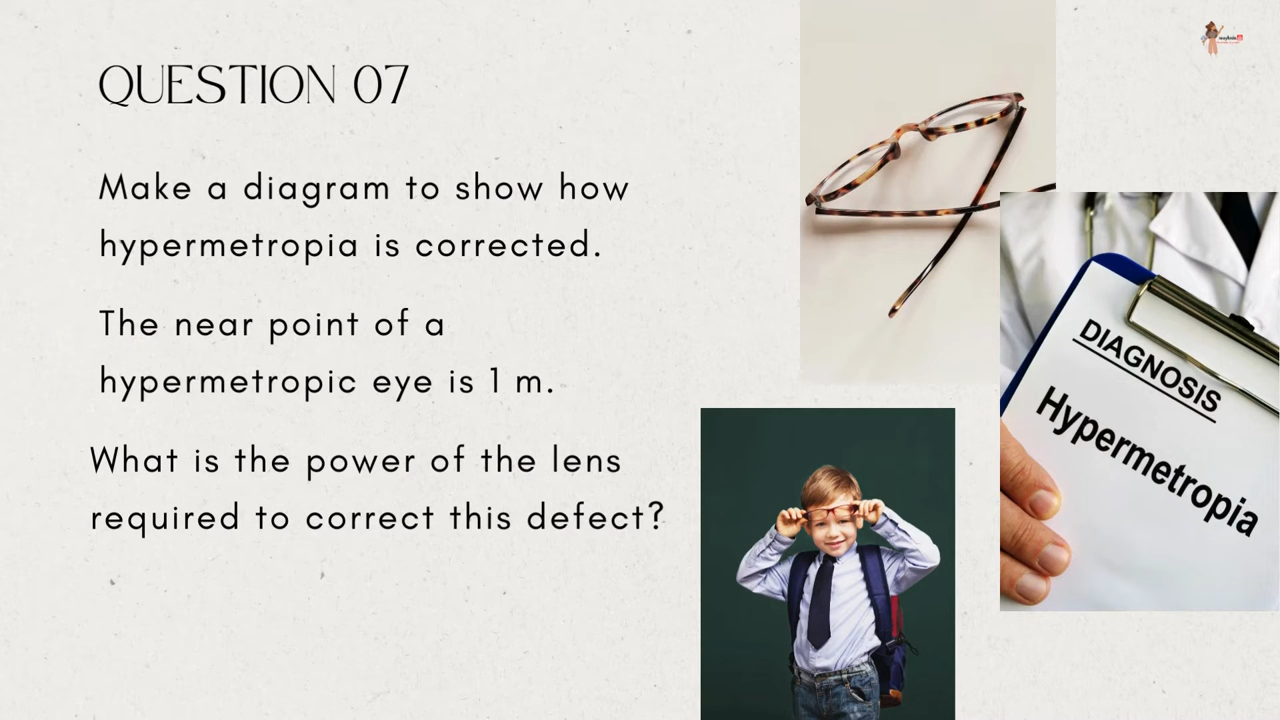 QUESTION 07
Make a diagram to show how
hypermetropia is corrected.
The near point of a
hypermetropic eye is 1 m.
What is the power of the lens
required to correct this defect?
DIAGNOSIS
Hypermetropia